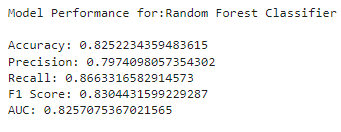 Model Performance for:Random Forest Classifier
Accuracy: 0.8252234359483615
Precision: 0.7974098057354302
Recall: 0.8663316582914573
F1 Score: 0.8304431599229287
AUC: 0.8257075367021565